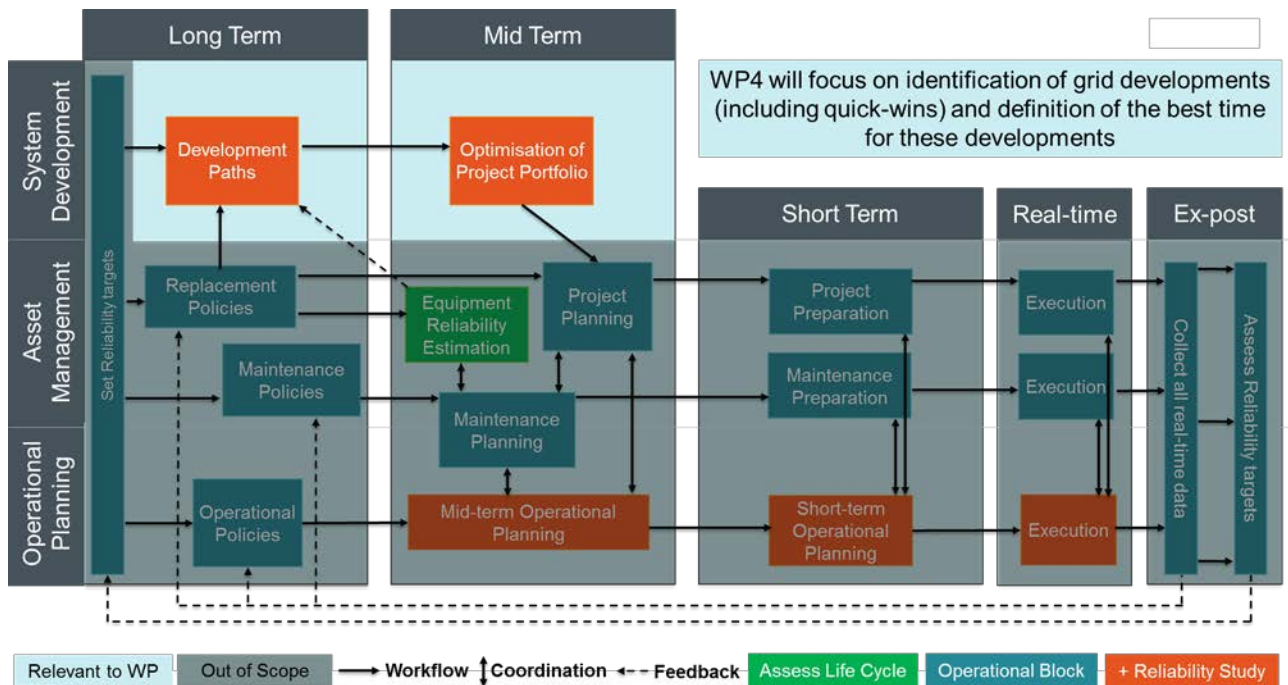 Long Term
Mid Term
WP4 will focus on identification of grid developments
(including quick-wins) and definition of the best time
for these developments
System
Development
Development
Paths
Optimisation of
Project Portfolio
Short Term
Real-time
Ex-post
Set Reliability targets
Asset
Management
Replacement
Policies
Equipment
Reliability
Estimation
Project
Planning
Project
Preparation
Execution
Maintenance
Policies
Maintenance
Planning
Maintenance
Preparation
Execution
Collect all real-time data
Assess Reliability targets
Operational
Planning
Operational
Policies
Mid-term Operational
Planning
Short-term
Operational
Planning
Execution
Relevant to WP
Out of Scope
Workflow
Coordination
Feedback
Assess Life Cycle
Operational Block
+ Reliability Study